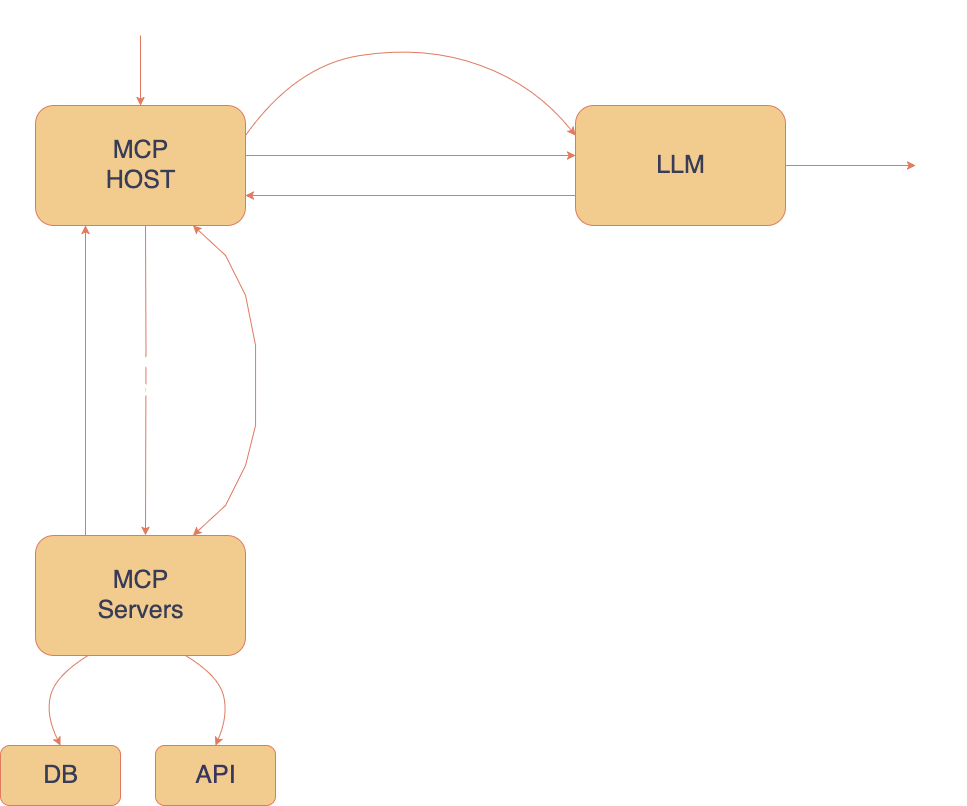 MCP
HOST
LLM
MCP
Servers
DB
API